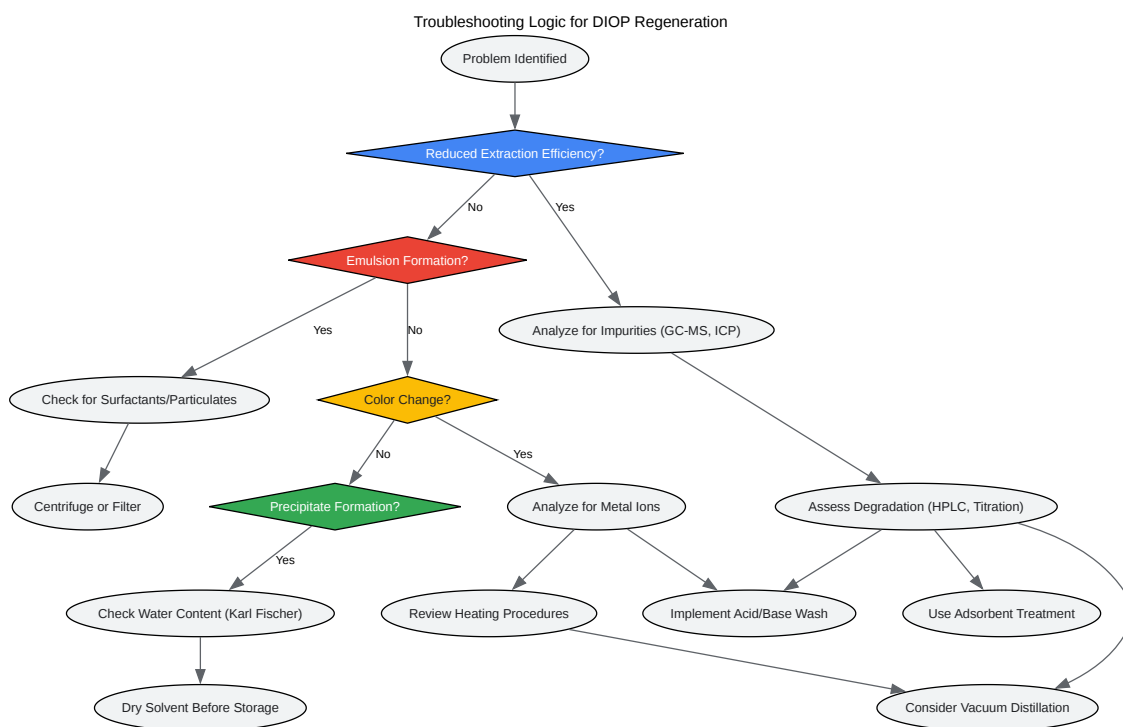 Troubleshooting Logic for DIOP Regeneration
Problem Identified
Reduced Extraction Efficiency?
No
Yes
Emulsion Formation?
Yes
No
Analyze for Impurities (GC-MS, ICP)
Check for Surfactants/Particulates
Color Change?
No
Yes
Centrifuge or Filter
Precipitate Formation?
Analyze for Metal Ions
Assess Degradation (HPLC, Titration)
Yes
Check Water Content (Karl Fischer)
Review Heating Procedures
Implement Acid/Base Wash
Use Adsorbent Treatment
Dry Solvent Before Storage
Consider Vacuum Distillation